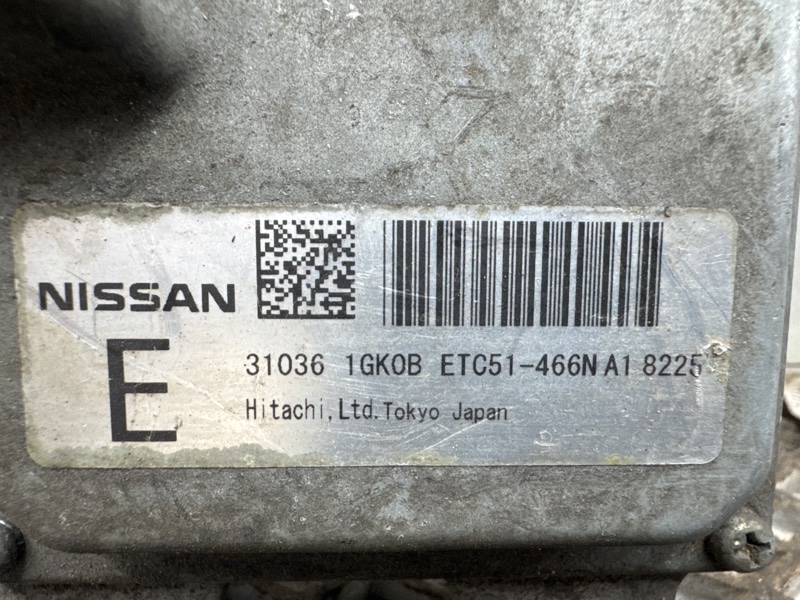 NISSAN
E
31036 1GK0B ETC51-466N A1 8225
Hitachi,Ltd.Tokyo Japan